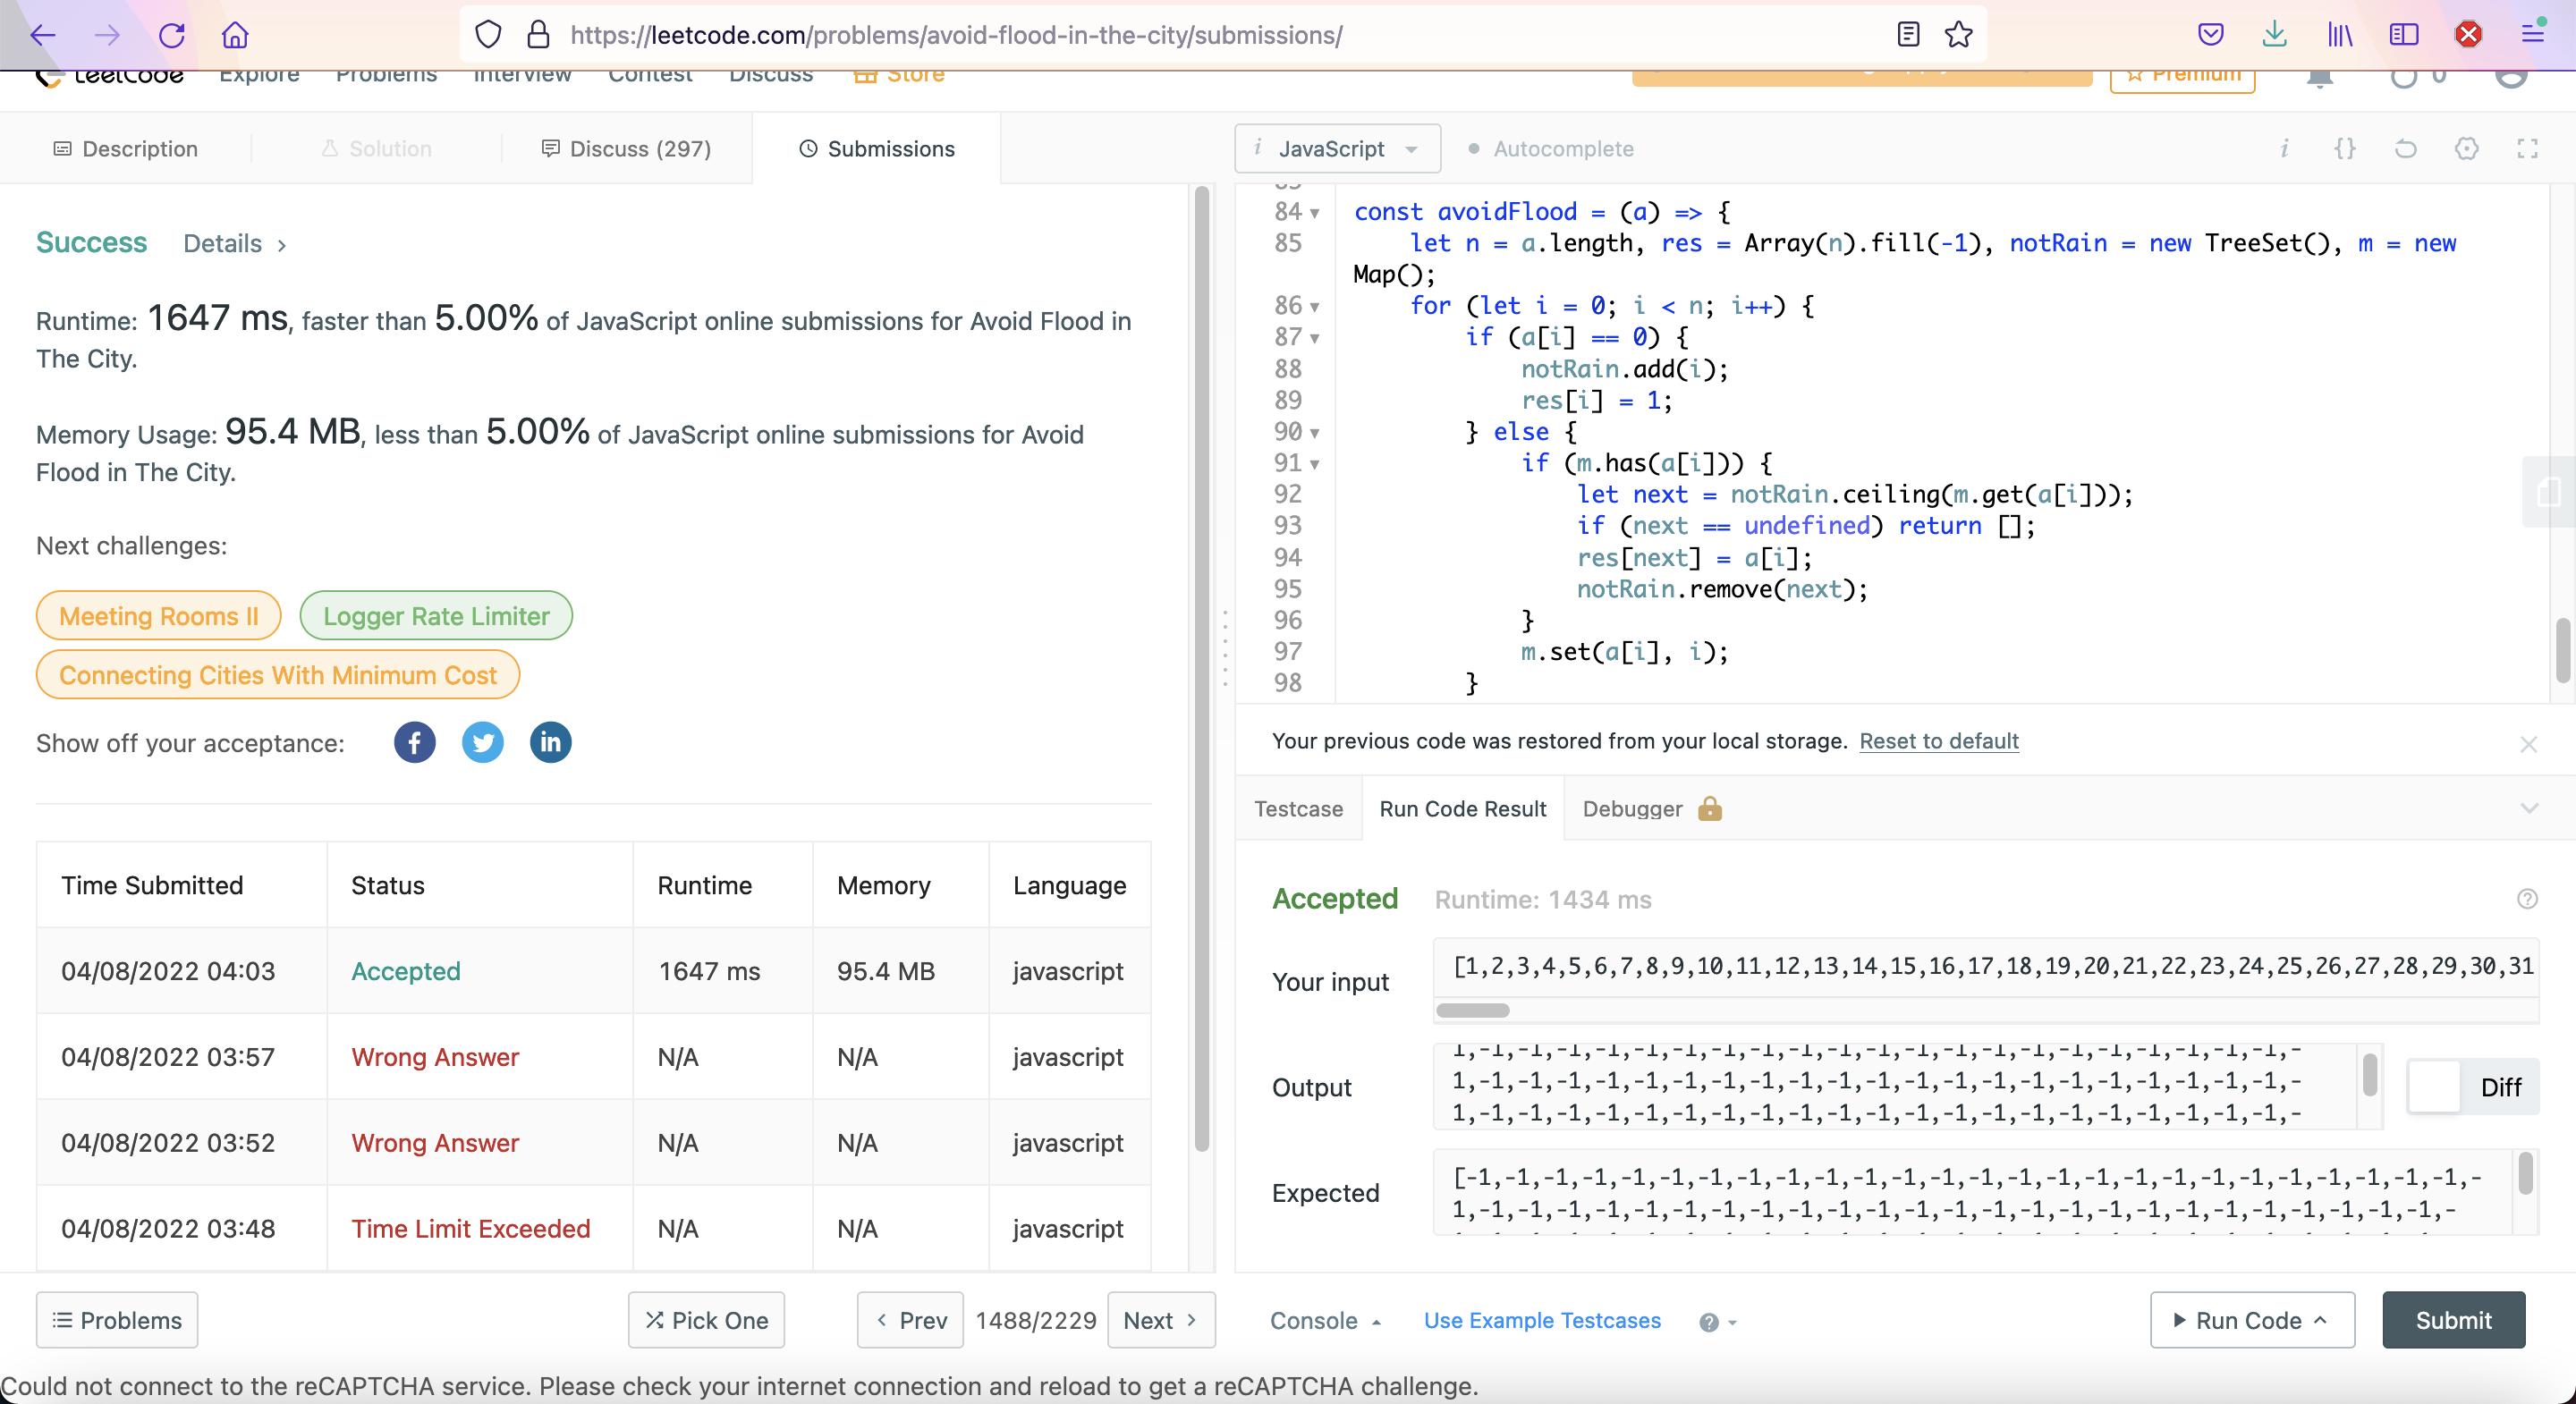 https://leetcode.com/problems/avoid-flood-in-the-city/submissions/
LeetCode Explore Problems Interview Contest Discuss Store Premium 0
Description Solution Discuss (297) Submissions
i JavaScript Autocomplete
Success Details
Runtime: 1647 ms, faster than 5.00% of JavaScript online submissions for Avoid Flood in
The City.
Memory Usage: 95.4 MB, less than 5.00% of JavaScript online submissions for Avoid
Flood in The City.
Next challenges:
Meeting Rooms II Logger Rate Limiter
Connecting Cities With Minimum Cost
Show off your acceptance:
Time Submitted Status Runtime Memory Language
04/08/2022 04:03 Accepted 1647 ms 95.4 MB javascript
04/08/2022 03:57 Wrong Answer N/A N/A javascript
04/08/2022 03:52 Wrong Answer N/A N/A javascript
04/08/2022 03:48 Time Limit Exceeded N/A N/A javascript
84 const avoidFlood = (a) => {
85 let n = a.length, res = Array(n).fill(-1), notRain = new TreeSet(), m = new
Map();
86 for (let i = 0; i < n; i++) {
87 if (a[i] == 0) {
88 notRain.add(i);
89 res[i] = 1;
90 } else {
91 if (m.has(a[i])) {
92 let next = notRain.ceiling(m.get(a[i]));
93 if (next == undefined) return [];
94 res[next] = a[i];
95 notRain.remove(next);
96 }
97 m.set(a[i], i);
98 }
Your previous code was restored from your local storage. Reset to default
Testcase Run Code Result Debugger
Accepted Runtime: 1434 ms
Your input [1,2,3,4,5,6,7,8,9,10,11,12,13,14,15,16,17,18,19,20,21,22,23,24,25,26,27,28,29,30,31
Output
1,-1,-1,-1,-1,-1,-1,-1,-1,-1,-1,-1,-1,-1,-1,-1,-1,-1,-1,-1,-1,-1,-
1,-1,-1,-1,-1,-1,-1,-1,-1,-1,-1,-1,-1,-1,-1,-1,-1,-1,-1,-1,-1,-1,-
1,-1,-1,-1,-1,-1,-1,-1,-1,-1,-1,-1,-1,-1,-1,-1,-1,-1,-1,-1,-1,-1,-
Diff
Expected
[-1,-1,-1,-1,-1,-1,-1,-1,-1,-1,-1,-1,-1,-1,-1,-1,-1,-1,-1,-1,-1,-1,-1,-1,-1,-1,-
1,-1,-1,-1,-1,-1,-1,-1,-1,-1,-1,-1,-1,-1,-1,-1,-1,-1,-1,-1,-1,-1,-1,-1,-1,-1,-
Problems Pick One Prev 1488/2229 Next Console Use Example Testcases Run Code Submit
Could not connect to the reCAPTCHA service. Please check your internet connection and reload to get a reCAPTCHA challenge.